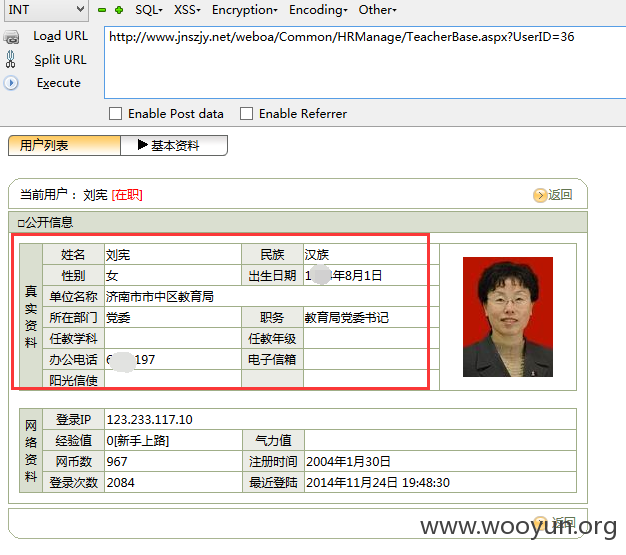 INT SQL▾ XSS▾ Encryption▾ Encoding▾ Other▾
Load URL http://www.jnszjy.net/weboa/Common/HRManage/TeacherBase.aspx?UserID=36
Split URL
Execute
Enable Post data Enable Referrer
用户列表 ▶ 基本资料
当前用户： 刘宪 [在职] 返回
□公开信息
真实资料
姓名 刘宪 民族 汉族
性别 女 出生日期 1 年8月1日
单位名称 济南市市中区教育局
所在部门 党委 职务 教育局党委书记
任教学科 任教年级
办公电话 6 197 电子信箱
阳光信使
网络资料
登录IP 123.233.117.10
经验值 0[新手上路] 气力值
网币数 967 注册时间 2004年1月30日
登录次数 2084 最近登陆 2014年11月24日 19:48:30
返回
www.wooyun.org